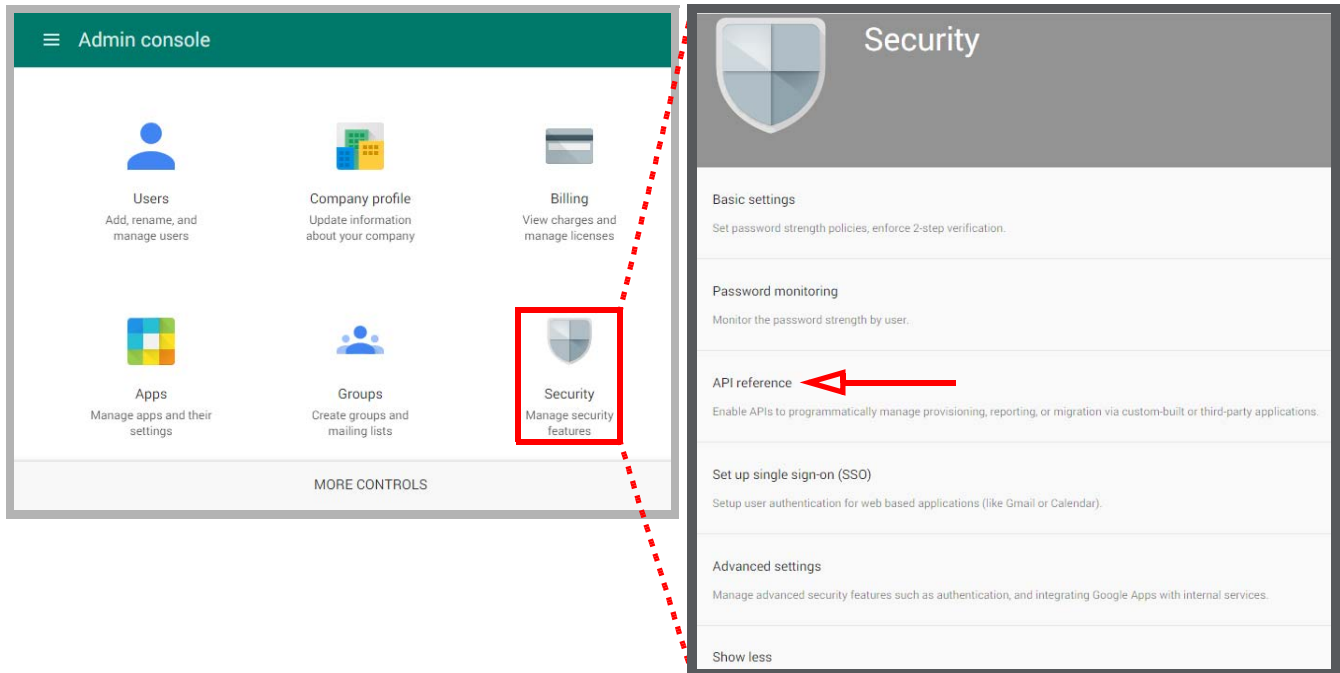 Admin console
Users
Add, rename, and
manage users
Company profile
Update information
about your company
Billing
View charges and
manage licenses
Apps
Manage apps and their
settings
Groups
Create groups and
mailing lists
Security
Manage security
features
MORE CONTROLS
Security
Basic settings
Set password strength policies, enforce 2-step verification.
Password monitoring
Monitor the password strength by user.
API reference
Enable APIs to programmatically manage provisioning, reporting, or migration via custom-built or third-party applications.
Set up single sign-on (SSO)
Setup user authentication for web based applications (like Gmail or Calendar).
Advanced settings
Manage advanced security features such as authentication, and integrating Google Apps with internal services.
Show less